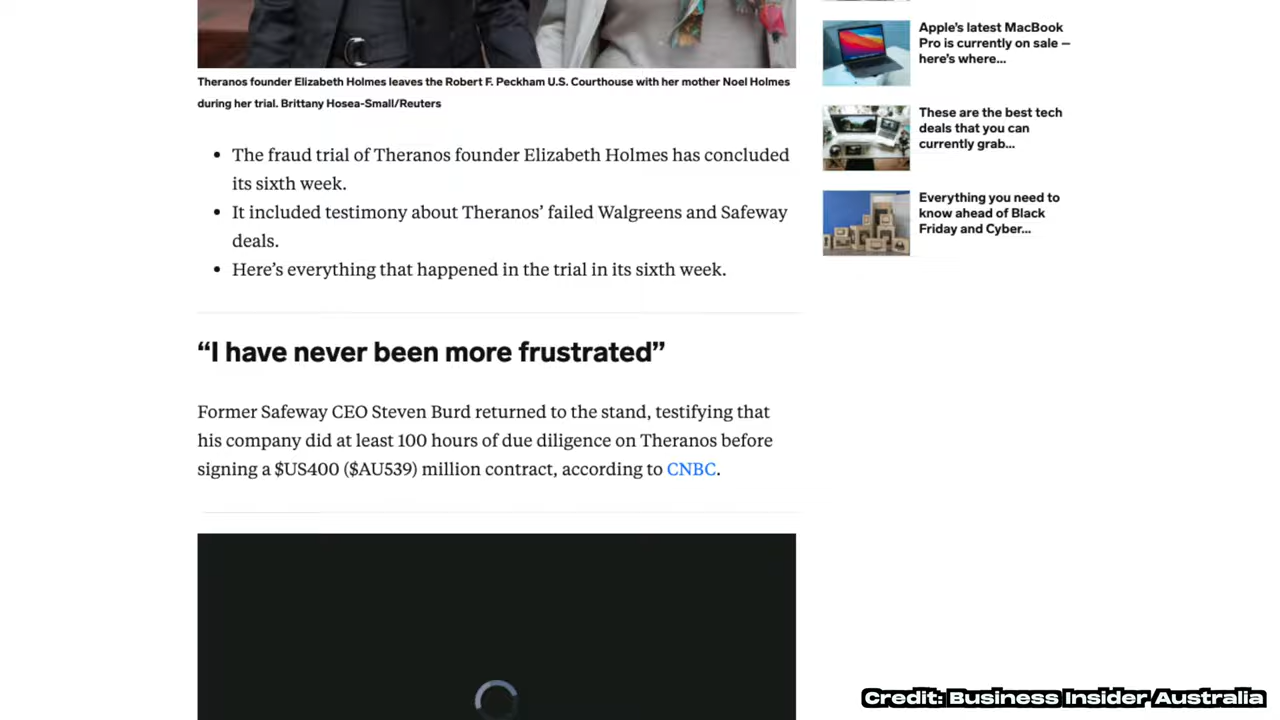 Theranos founder Elizabeth Holmes leaves the Robert F. Peckham U.S. Courthouse with her mother Noel Holmes
during her trial. Brittany Hosea-Small/Reuters
• The fraud trial of Theranos founder Elizabeth Holmes has concluded
its sixth week.
• It included testimony about Theranos’ failed Walgreens and Safeway
deals.
• Here’s everything that happened in the trial in its sixth week.
“I have never been more frustrated”
Former Safeway CEO Steven Burd returned to the stand, testifying that
his company did at least 100 hours of due diligence on Theranos before
signing a $US400 ($AU539) million contract, according to CNBC.
Apple’s latest MacBook
Pro is currently on sale –
here’s where...
These are the best tech
deals that you can
currently grab...
Everything you need to
know ahead of Black
Friday and Cyber...
Credit: Business Insider Australia